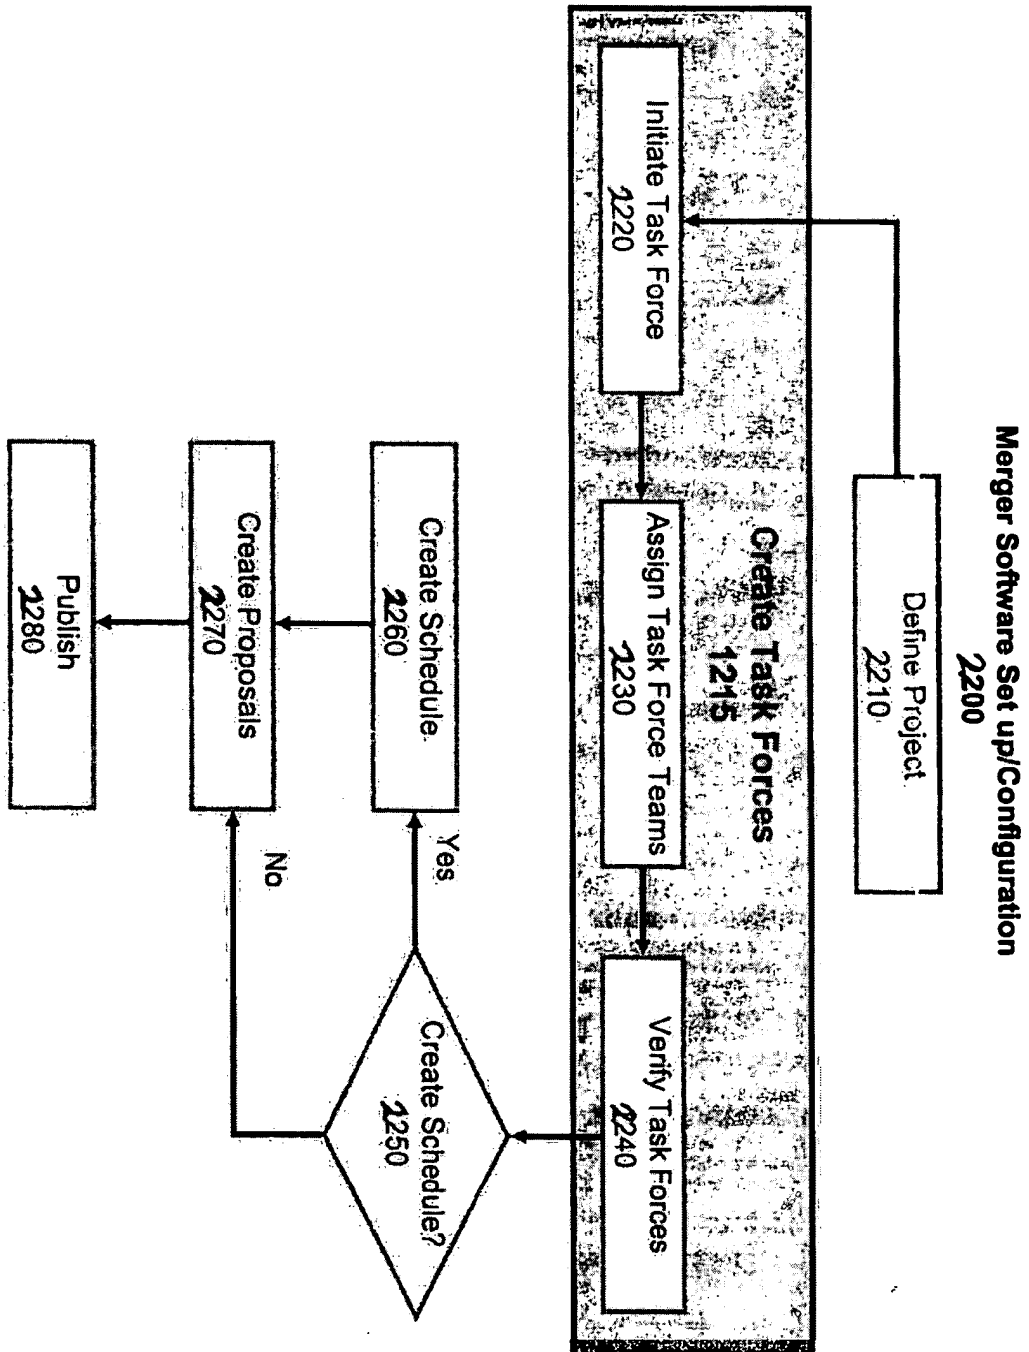 Merger Software Set up/Configuration
2200
Define Project
2210
Create Task Forces
1215
Initiate Task Force
2220
Assign Task Force Teams
2230
Verify Task Forces
2240
Create Schedule?
2250
Yes
No
Create Schedule
2260
Create Proposals
2270
Publish
2280